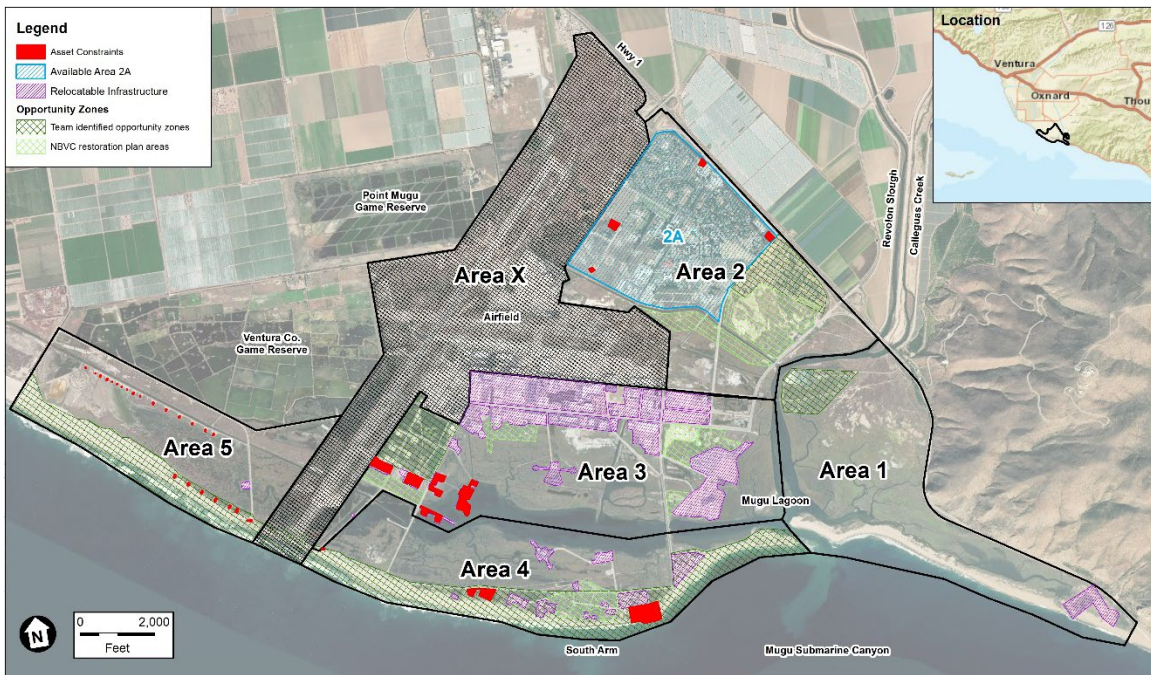 Legend
Asset Constraints
Available Area 2A
Relocatable Infrastructure
Opportunity Zones
Team identified opportunity zones
NBVC restoration plan areas
Location
126
Ventura
Oxnard
Thou
Hwy 1
Revolon Slough
Calleguas Creek
Point Mugu
Game Reserve
2A
Area 2
Area X
Airfield
Ventura Co.
Game Reserve
Area 5
Area 3
Area 1
Mugu Lagoon
Area 4
N
0 2,000
Feet
South Arm
Mugu Submarine Canyon